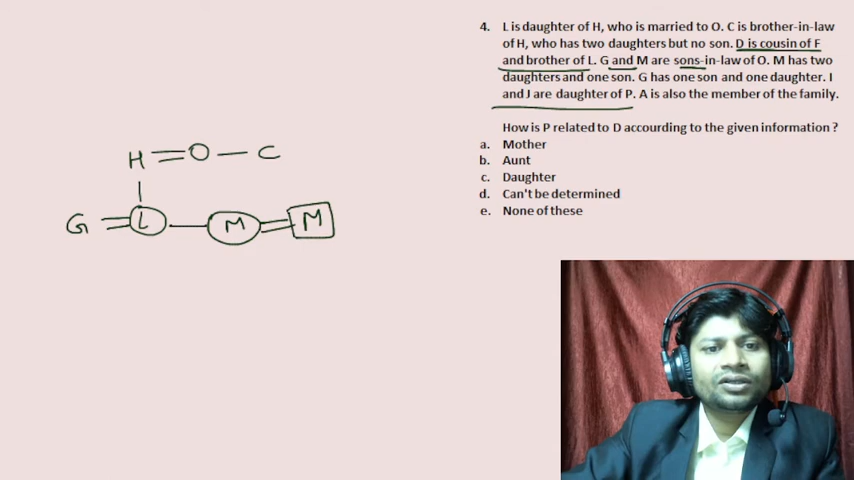 4. L is daughter of H, who is married to O. C is brother-in-law
of H, who has two daughters but no son. D is cousin of F
and brother of L. G and M are sons-in-law of O. M has two
daughters and one son. G has one son and one daughter. I
and J are daughter of P. A is also the member of the family.
How is P related to D accourding to the given information ?
a. Mother
b. Aunt
c. Daughter
d. Can't be determined
e. None of these
H = O — C
G = L — M = M